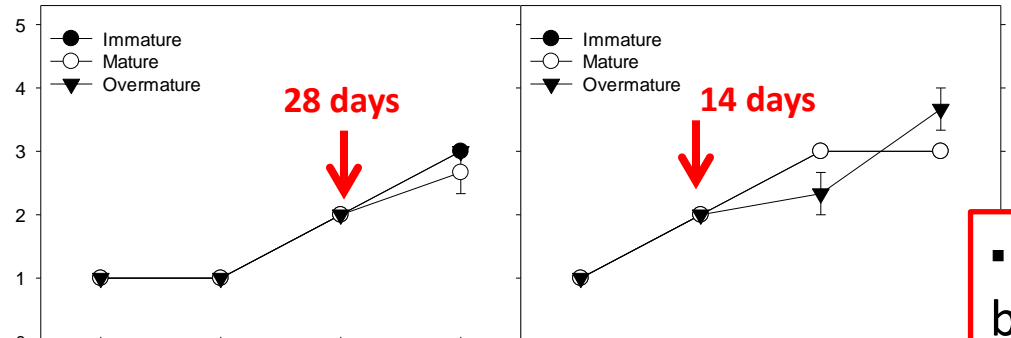 5
4
3
2
1
Immature
Mature
Overmature
28 days
Immature
Mature
Overmature
14 days
▪
b